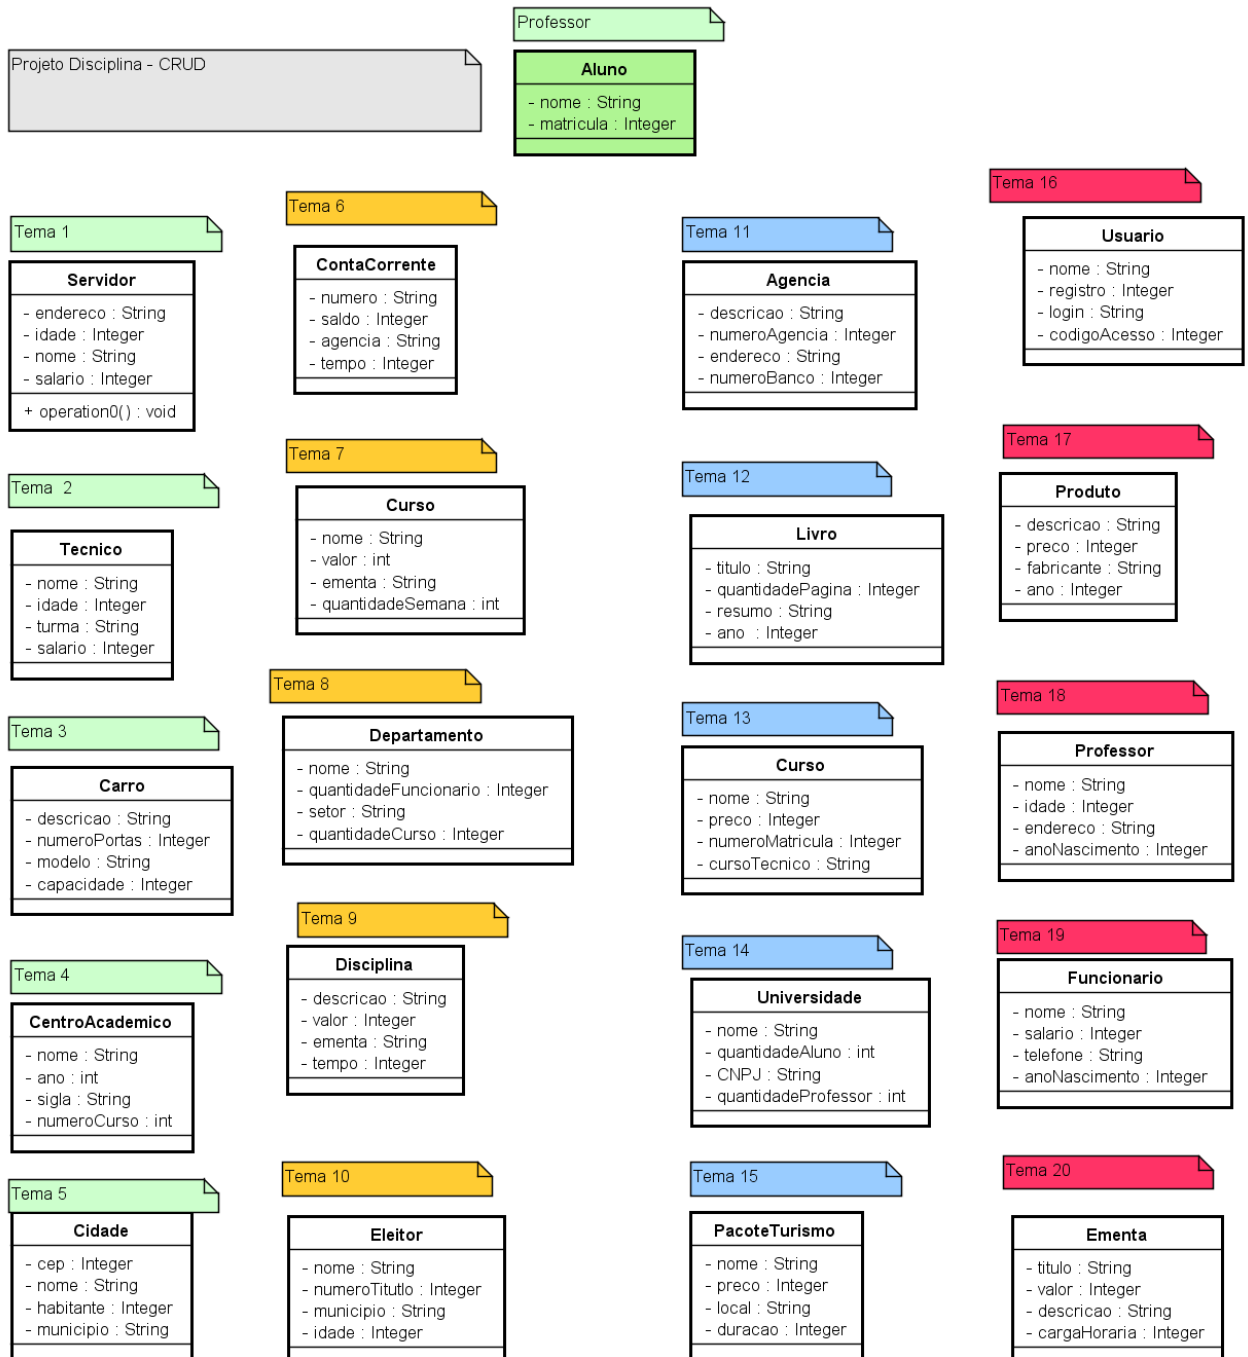 Projeto Disciplina - CRUD
Professor
Aluno
- nome : String
- matricula : Integer
Tema 1
Servidor
- endereco : String
- idade : Integer
- nome : String
- salario : Integer
+ operation0() : void
Tema 2
Tecnico
- nome : String
- idade : Integer
- turma : String
- salario : Integer
Tema 3
Carro
- descricao : String
- numeroPortas : Integer
- modelo : String
- capacidade : Integer
Tema 4
CentroAcademico
- nome : String
- ano : int
- sigla : String
- numeroCurso : int
Tema 5
Cidade
- cep : Integer
- nome : String
- habitante : Integer
- municipio : String
Tema 6
ContaCorrente
- numero : String
- saldo : Integer
- agencia : String
- tempo : Integer
Tema 7
Curso
- nome : String
- valor : int
- ementa : String
- quantidadeSemana : int
Tema 8
Departamento
- nome : String
- quantidadeFuncionario : Integer
- setor : String
- quantidadeCurso : Integer
Tema 9
Disciplina
- descricao : String
- valor : Integer
- ementa : String
- tempo : Integer
Tema 10
Eleitor
- nome : String
- numeroTitutlo : Integer
- municipio : String
- idade : Integer
Tema 11
Agencia
- descricao : String
- numeroAgencia : Integer
- endereco : String
- numeroBanco : Integer
Tema 12
Livro
- titulo : String
- quantidadePagina : Integer
- resumo : String
- ano : Integer
Tema 13
Curso
- nome : String
- preco : Integer
- numeroMatricula : Integer
- cursoTecnico : String
Tema 14
Universidade
- nome : String
- quantidadeAluno : int
- CNPJ : String
- quantidadeProfessor : int
Tema 15
PacoteTurismo
- nome : String
- preco : Integer
- local : String
- duracao : Integer
Tema 16
Usuario
- nome : String
- registro : Integer
- login : String
- codigoAcesso : Integer
Tema 17
Produto
- descricao : String
- preco : Integer
- fabricante : String
- ano : Integer
Tema 18
Professor
- nome : String
- idade : Integer
- endereco : String
- anoNascimento : Integer
Tema 19
Funcionario
- nome : String
- salario : Integer
- telefone : String
- anoNascimento : Integer
Tema 20
Ementa
- titulo : String
- valor : Integer
- descricao : String
- cargaHoraria : Integer